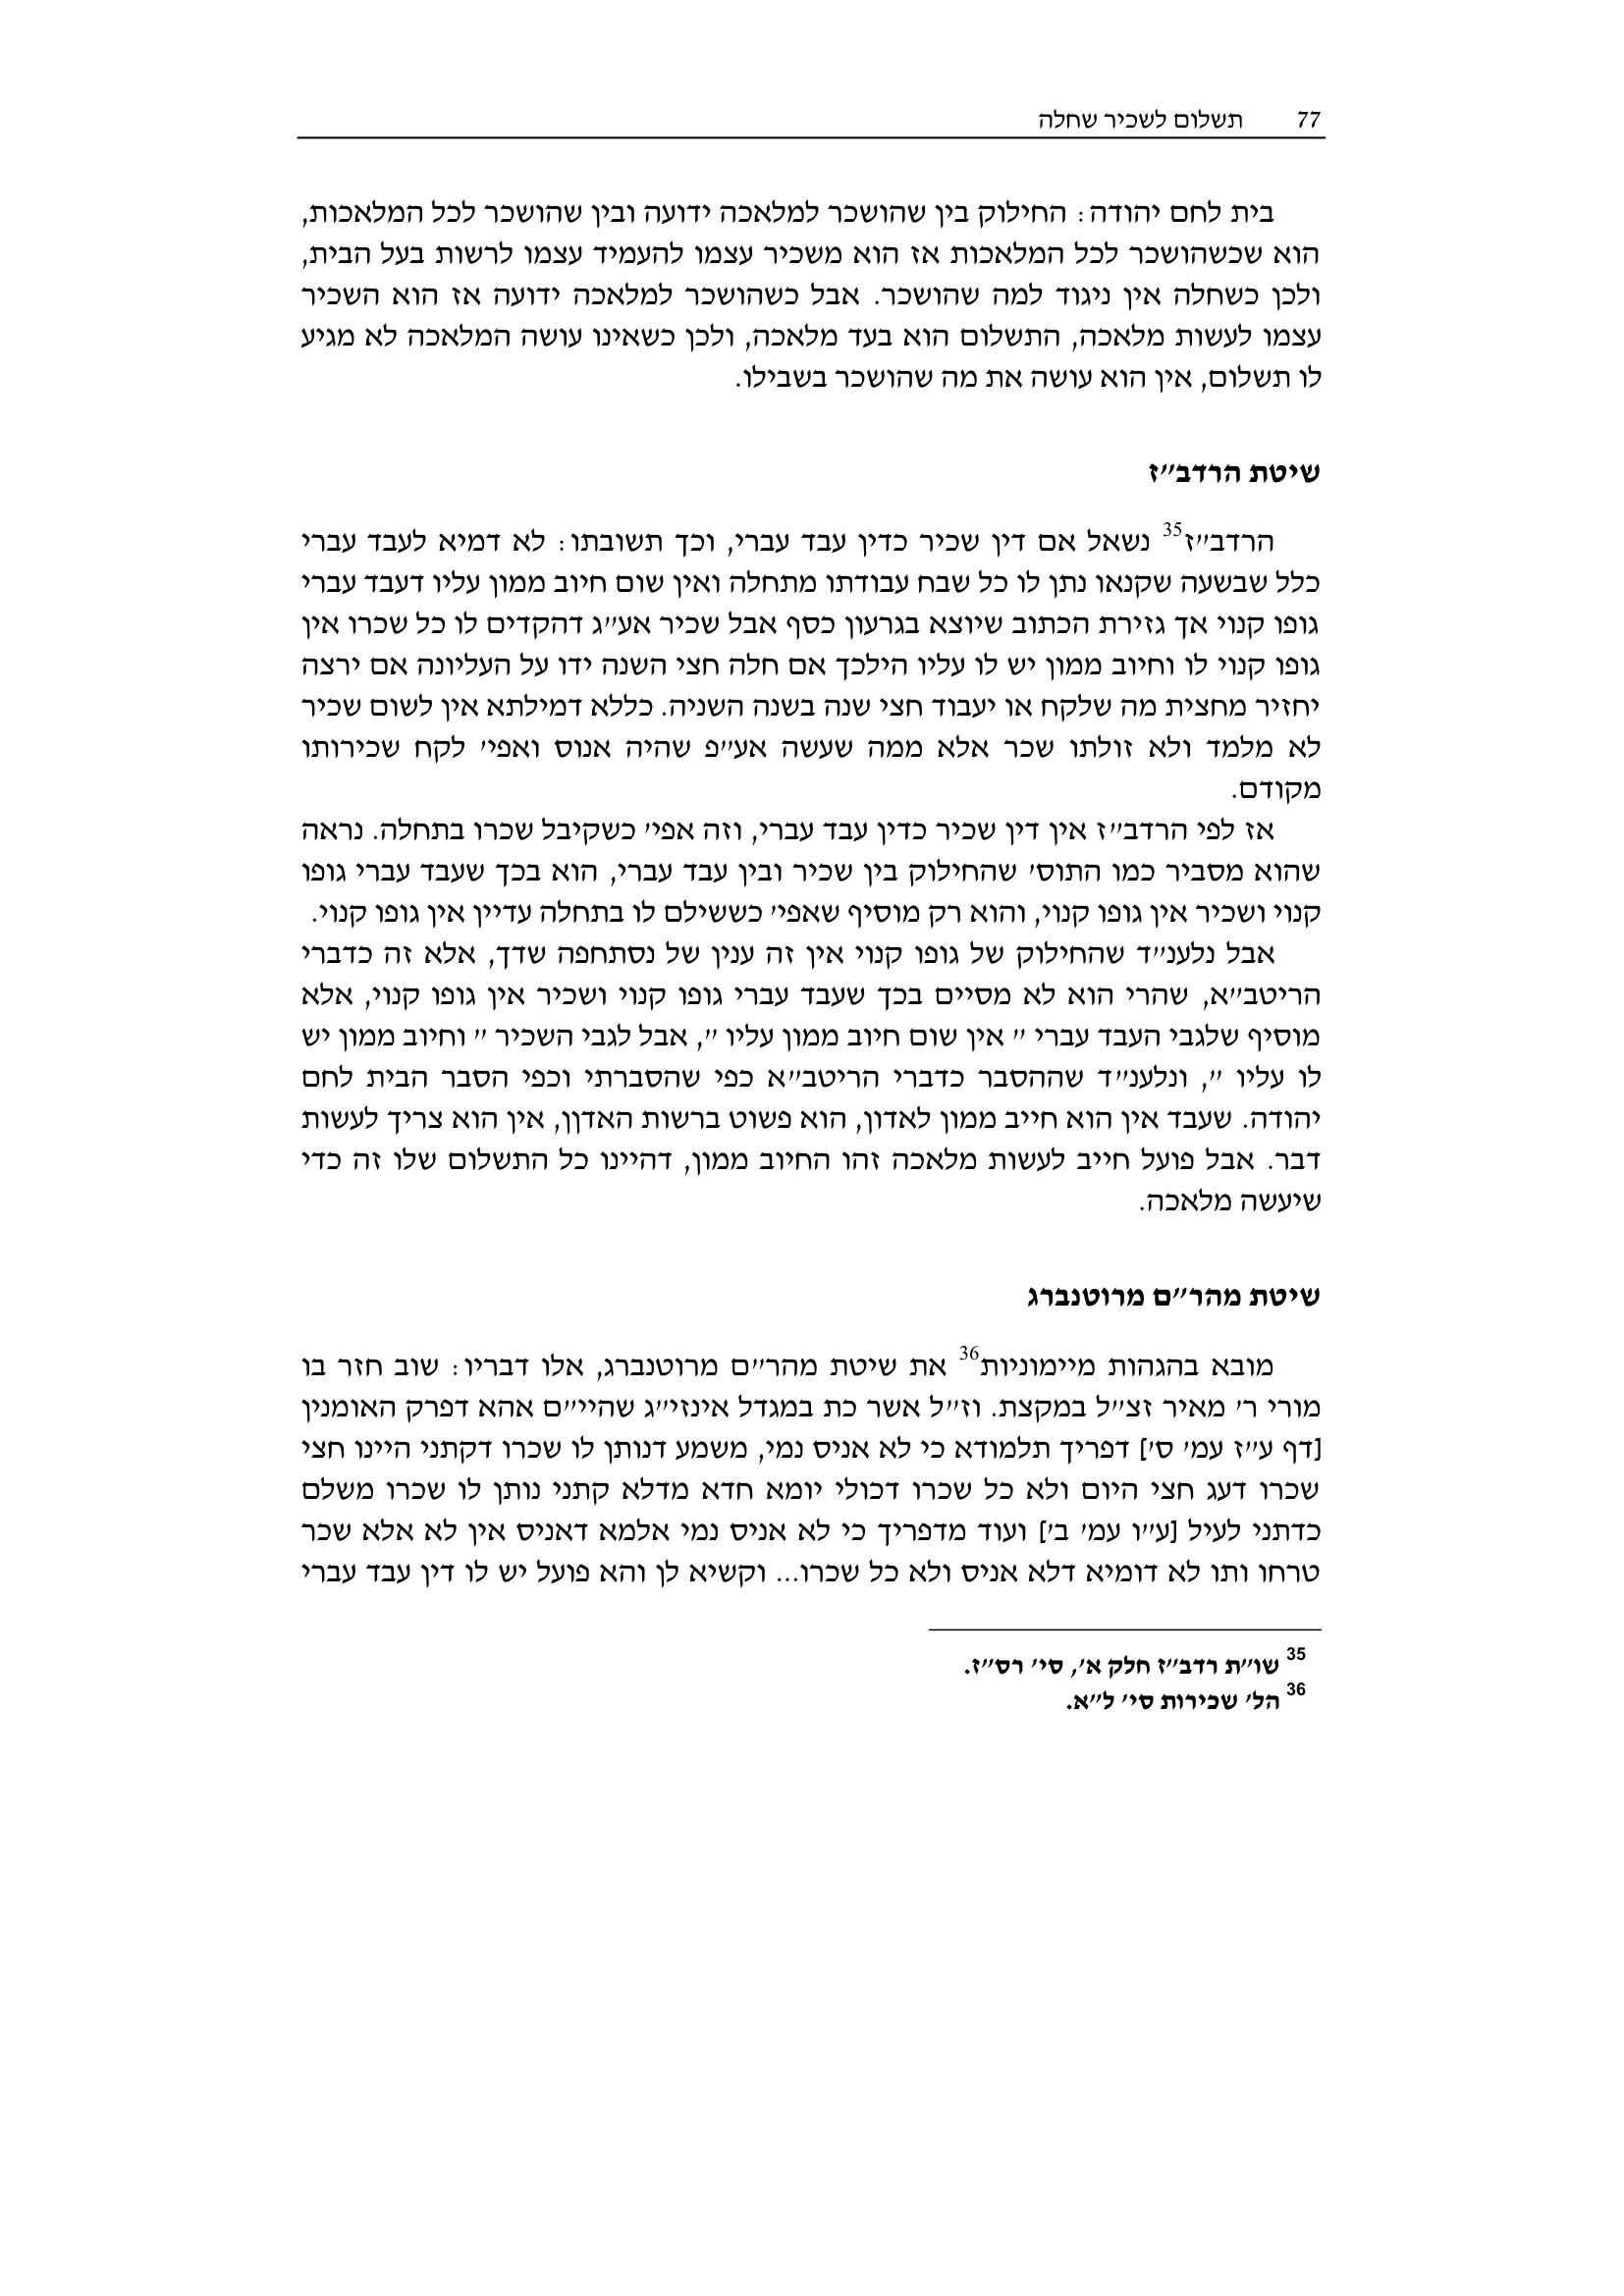 77 תשלום לשכיר שחלה
בית לחם יהודה: החילוק בין שהושכר למלאכה ידועה ובין שהושכר לכל המלאכות,
הוא שכשהושכר לכל המלאכות אז הוא משכיר עצמו להעמיד עצמו לרשות בעל הבית,
ולכן כשחלה אין ניגוד למה שהושכר. אבל כשהושכר למלאכה ידועה אז הוא השכיר
עצמו לעשות מלאכה, התשלום הוא בעד מלאכה, ולכן כשאינו עושה המלאכה לא מגיע
לו תשלום, אין הוא עושה את מה שהושכר בשבילו.
שיטת הרדב״ז
הרדב״ז35 נשאל אם דין שכיר כדין עבד עברי, וכך תשובתו: לא דמיא לעבד עברי
כלל שבשעה שקנאו נתן לו כל שבח עבודתו מתחלה ואין שום חיוב ממון עליו דעבד עברי
גופו קנוי אך גזירת הכתוב שיוצא בגרעון כסף אבל שכיר אע״ג דהקדים לו כל שכרו אין
גופו קנוי לו וחיוב ממון יש לו עליו הילכך אם חלה חצי השנה ידו על העליונה אם ירצה
יחזיר מחצית מה שלקח או יעבוד חצי שנה בשנה השניה. כללא דמילתא אין לשום שכיר
לא מלמד ולא זולתו שכר אלא ממה שעשה אע״פ שהיה אנוס ואפי׳ לקח שכירותו
מקודם.
אז לפי הרדב״ז אין דין שכיר כדין עבד עברי, וזה אפי׳ כשקיבל שכרו בתחלה. נראה
שהוא מסביר כמו התוס׳ שהחילוק בין שכיר ובין עבד עברי, הוא בכך שעבד עברי גופו
קנוי ושכיר אין גופו קנוי, והוא רק מוסיף שאפי׳ כששילם לו בתחלה עדיין אין גופו קנוי.
אבל נלענ״ד שהחילוק של גופו קנוי אין זה ענין של נסתחפה שדך, אלא זה כדברי
הריטב״א, שהרי הוא לא מסיים בכך שעבד עברי גופו קנוי ושכיר אין גופו קנוי, אלא
מוסיף שלגבי העבד עברי ״ אין שום חיוב ממון עליו ״, אבל לגבי השכיר ״ וחיוב ממון יש
לו עליו ״, ונלענ״ד שההסבר כדברי הריטב״א כפי שהסברתי וכפי הסבר הבית לחם
יהודה. שעבד אין הוא חייב ממון לאדון, הוא פשוט ברשות האדון, אין הוא צריך לעשות
דבר. אבל פועל חייב לעשות מלאכה זהו החיוב ממון, דהיינו כל התשלום שלו זה כדי
שיעשה מלאכה.
שיטת מהר״ם מרוטנברג
מובא בהגהות מיימוניות36 את שיטת מהר״ם מרוטנברג, אלו דבריו: שוב חזר בו
מורי ר׳ מאיר זצ״ל במקצת. וז״ל אשר כת במגדל אינזי״ג שהיי״ם אהא דפרק האומנין
[דף ע״ז עמ׳ ס׳] דפריך תלמודא כי לא אניס נמי, משמע דנותן לו שכרו דקתני היינו חצי
שכרו דעג חצי היום ולא כל שכרו דכולי יומא חדא מדלא קתני נותן לו שכרו משלם
כדתני לעיל [ע״ו עמ׳ ב׳] ועוד מדפריך כי לא אניס נמי אלמא דאניס אין לא אלא שכר
טרחו ותו לא דומיא דלא אניס ולא כל שכרו... וקשיא לן והא פועל יש לו דין עבד עברי
35 שו״ת רדב״ז חלק א׳, סי׳ רס״ז.
36 הל׳ שכירות סי׳ ל״א.